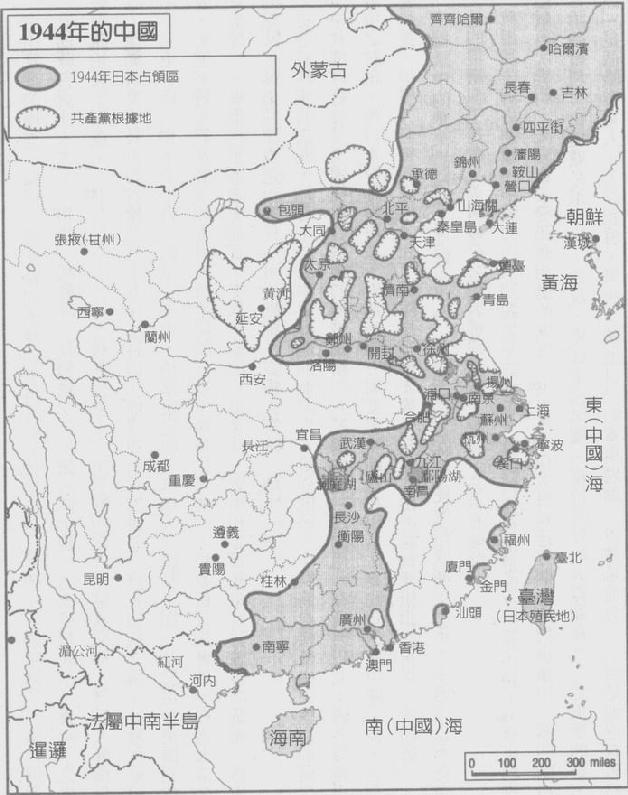 1944年的中國
1944年日本占領區
共產黨根據地
外蒙古
齊齊哈爾
哈爾濱
長春
吉林
四平街
瀋陽
鞍山
營口
錦州
承德
山海關
秦皇島
大連
朝鮮
漢城
包頭
大同
北平
天津
張掖(甘州)
太原
濟南
青島
黃海
西寧
蘭州
黃河
延安
鄭州
開封
徐州
洛陽
西安
揚州
浦口
南京
合肥
蘇州
上海
杭州
寧波
東(中國)海
長江
宜昌
武漢
九江
廬山
鄱陽湖
南昌
洞庭湖
成都
重慶
長沙
衡陽
遵義
貴陽
昆明
桂林
福州
廈門
金門
汕頭
臺北
臺灣
(日本殖民地)
廣州
香港
澳門
南寧
湄公河
紅河
河內
法屬中南半島
暹羅
海南
南(中國)海
0 100 200 300 miles